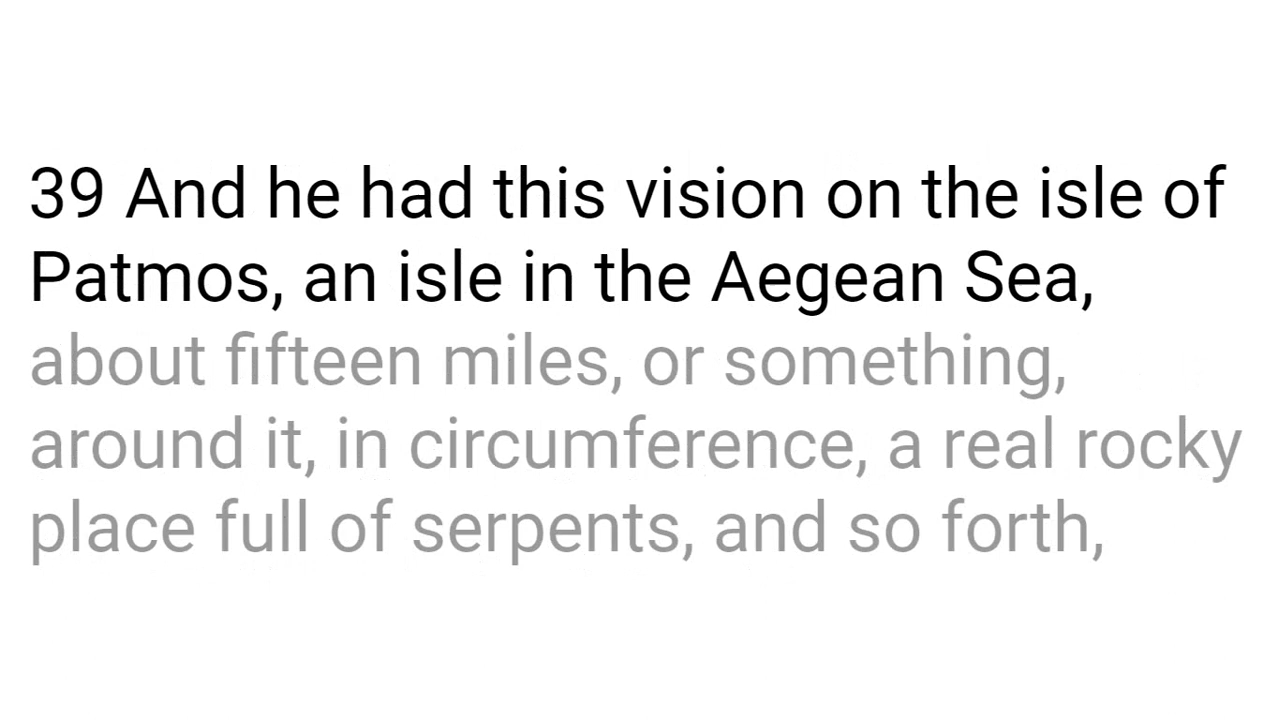 39 And he had this vision on the isle of
Patmos, an isle in the Aegean Sea,
about fifteen miles, or something,
around it, in circumference, a real rocky
place full of serpents, and so forth,